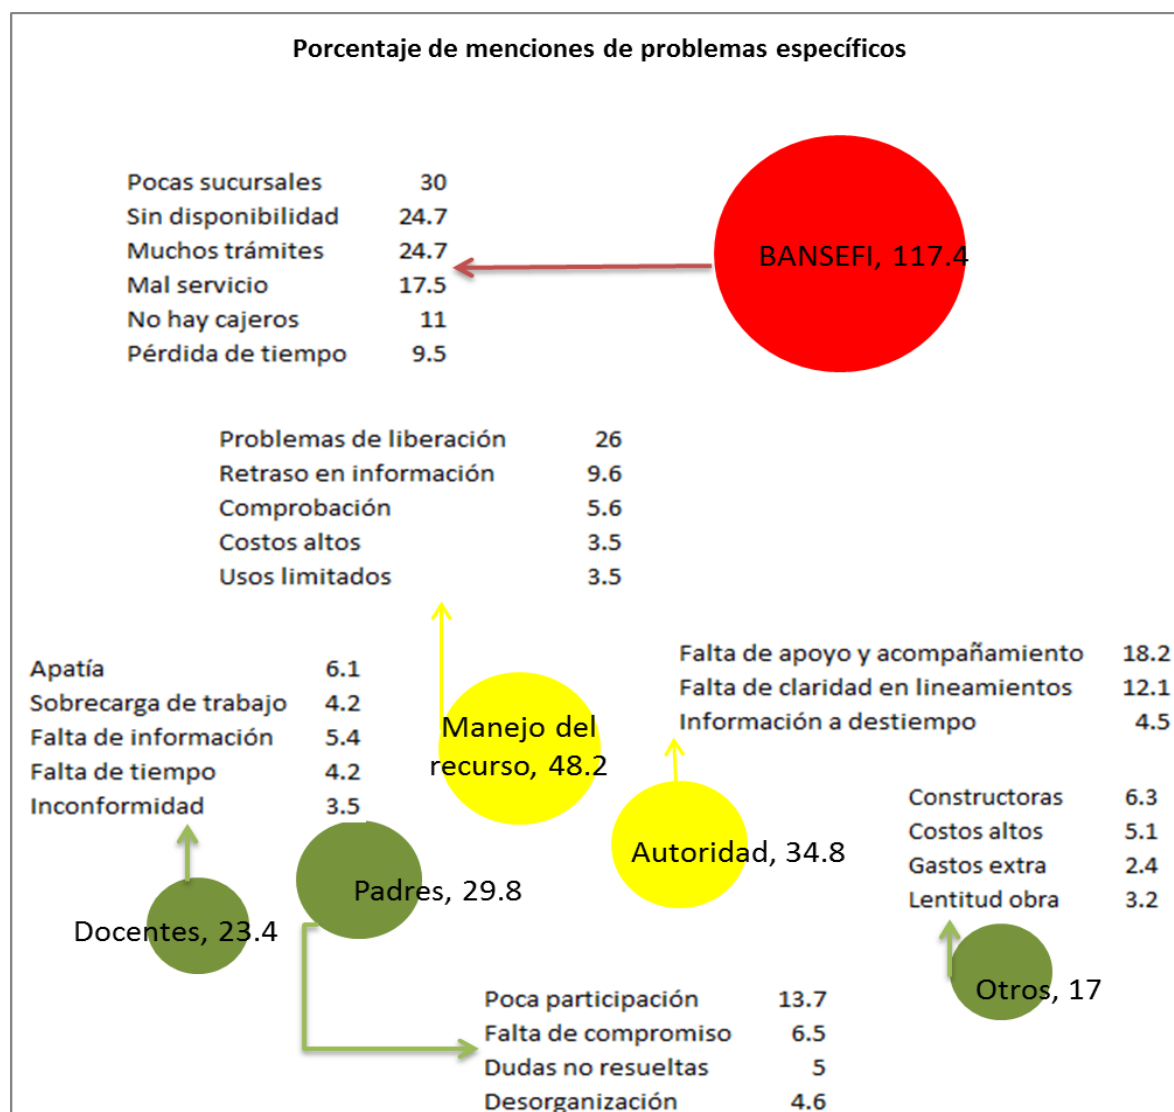 Porcentaje de menciones de problemas específicos
Pocas sucursales 30
Sin disponibilidad 24.7
Muchos trámites 24.7
Mal servicio 17.5
No hay cajeros 11
Pérdida de tiempo 9.5
BANSEFI, 117.4
Problemas de liberación 26
Retraso en información 9.6
Comprobación 5.6
Costos altos 3.5
Usos limitados 3.5
Manejo del
recurso, 48.2
Apatía 6.1
Sobrecarga de trabajo 4.2
Falta de información 5.4
Falta de tiempo 4.2
Inconformidad 3.5
Docentes, 23.4
Padres, 29.8
Falta de apoyo y acompañamiento 18.2
Falta de claridad en lineamientos 12.1
Información a destiempo 4.5
Autoridad, 34.8
Constructoras 6.3
Costos altos 5.1
Gastos extra 2.4
Lentitud obra 3.2
Otros, 17
Poca participación 13.7
Falta de compromiso 6.5
Dudas no resueltas 5
Desorganización 4.6